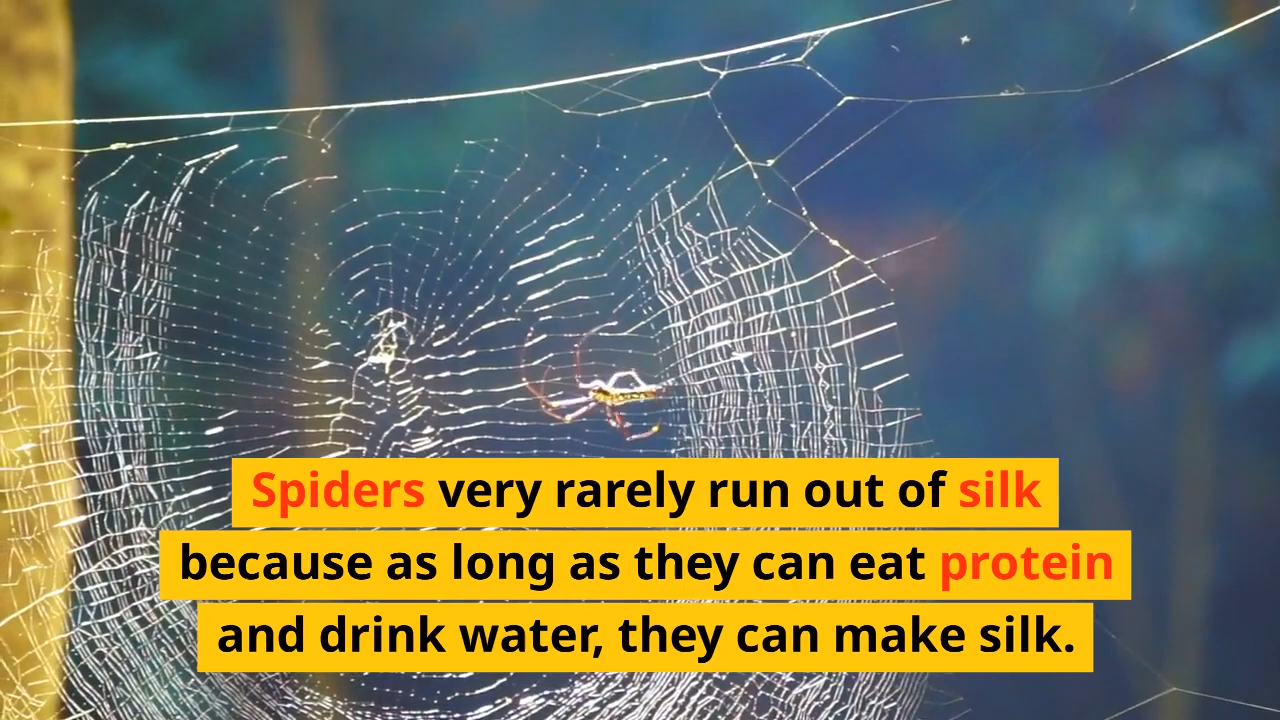 Spiders very rarely run out of silk
because as long as they can eat protein
and drink water, they can make silk.